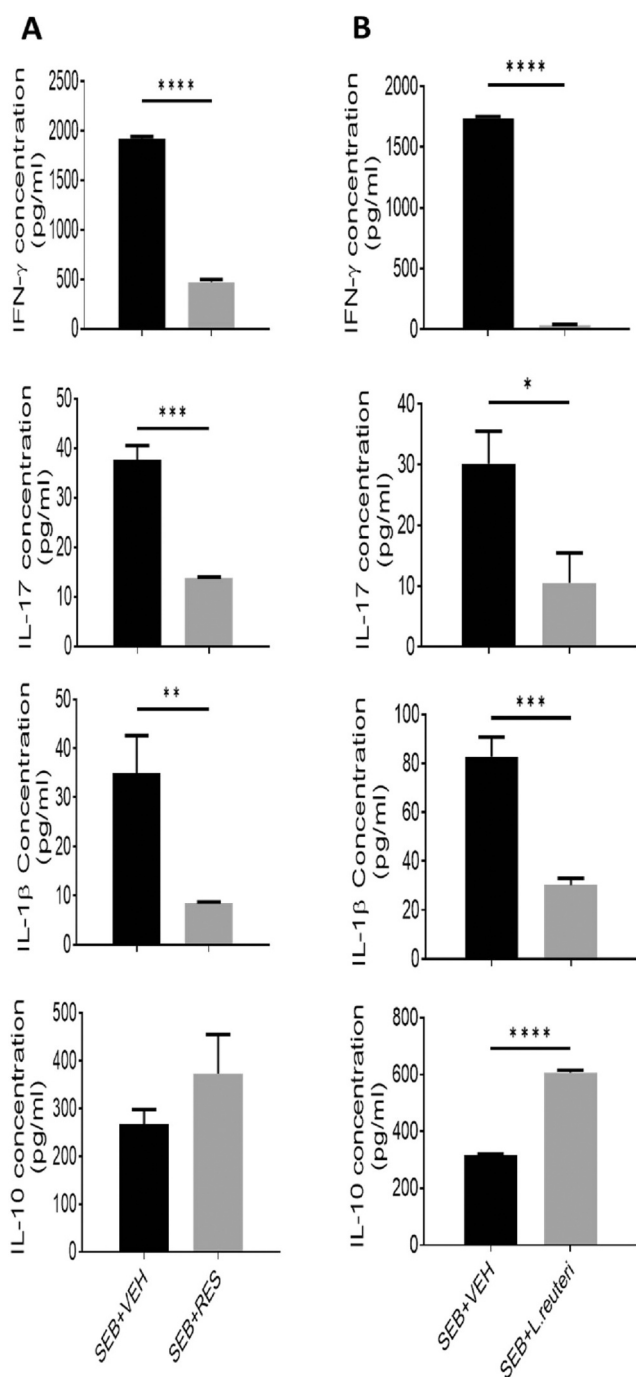 A
IFN-γ concentration
(pg/ml)
2500
2000
1500
1000
500
0
****
IL-17 concentration
(pg/ml)
50
40
30
20
10
0
***
IL-1β Concentration
(pg/ml)
50
40
30
20
10
0
**
IL-10 concentration
(pg/ml)
500
400
300
200
100
0
SEB+VEH
SEB+RES
B
IFN-γ concentration
(pg/ml)
2000
1500
1000
500
0
****
IL-17 concentration
(pg/ml)
40
30
20
10
0
*
IL-1β Concentration
(pg/ml)
100
80
60
40
20
0
***
IL-10 concentration
(pg/ml)
800
600
400
200
0
****
SEB+VEH
SEB+L.reuteri